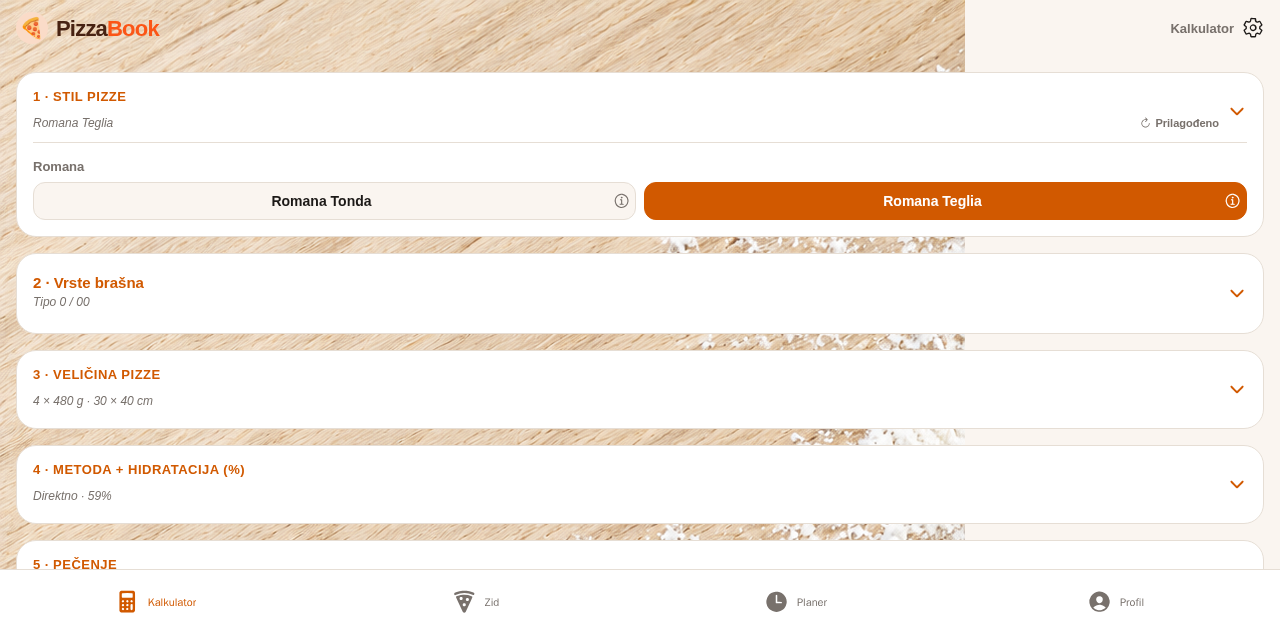 PizzaBook
Kalkulator
1 · STIL PIZZE
Romana Teglia
Prilagođeno
Romana
Romana Tonda
Romana Teglia
2 · Vrste brašna
Tipo 0 / 00
3 · VELIČINA PIZZE
4 × 480 g · 30 × 40 cm
4 · METODA + HIDRATACIJA (%)
Direktno · 59%
5 · PEČENJE
Kalkulator
Zid
Planer
Profil